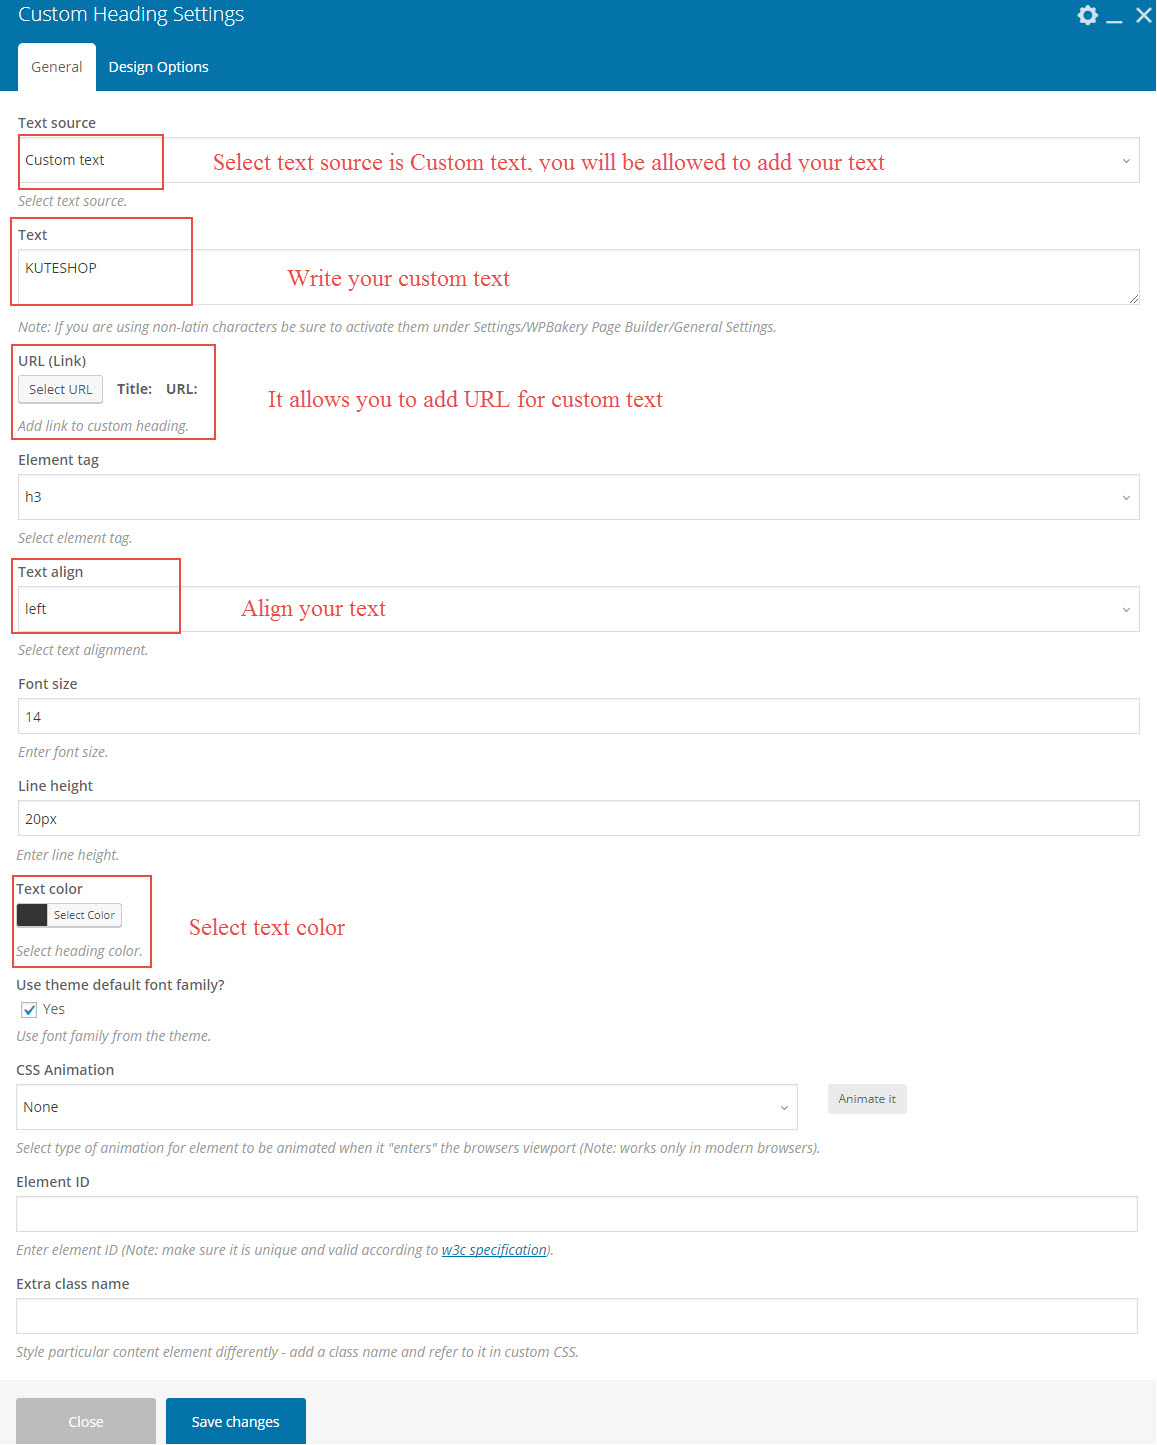 Custom Heading Settings
General Design Options
Text source
Custom text Select text source is Custom text, you will be allowed to add your text
Select text source.
Text
KUTESHOP
Write your custom text
Note: If you are using non-latin characters be sure to activate them under Settings/WPBakery Page Builder/General Settings.
URL (Link)
Select URL Title: URL:
It allows you to add URL for custom text
Add link to custom heading.
Element tag
h3
Select element tag.
Text align
left Align your text
Select text alignment.
Font size
14
Enter font size.
Line height
20px
Enter line height.
Text color
Select Color
Select text color
Select heading color.
Use theme default font family?
Yes
Use font family from the theme.
CSS Animation
None Animate it
Select type of animation for element to be animated when it "enters" the browsers viewport (Note: works only in modern browsers).
Element ID
Enter element ID (Note: make sure it is unique and valid according to w3c specification).
Extra class name
Style particular content element differently - add a class name and refer to it in custom CSS.
Close Save changes